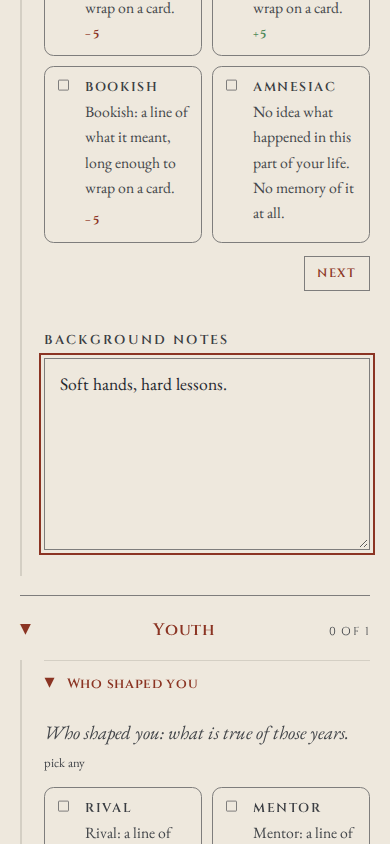 wrap on a card.
wrap on a card.
-5
+5
BOOKISH
Bookish: a line of
what it meant,
long enough to
wrap on a card.
-5
AMNESIAC
No idea what
happened in this
part of your life.
No memory of it
at all.
NEXT
BACKGROUND NOTES
Soft hands, hard lessons.
YOUTH
0 OF 1
WHO SHAPED YOU
Who shaped you: what is true of those years.
pick any
RIVAL
Rival: a line of
MENTOR
Mentor: a line of